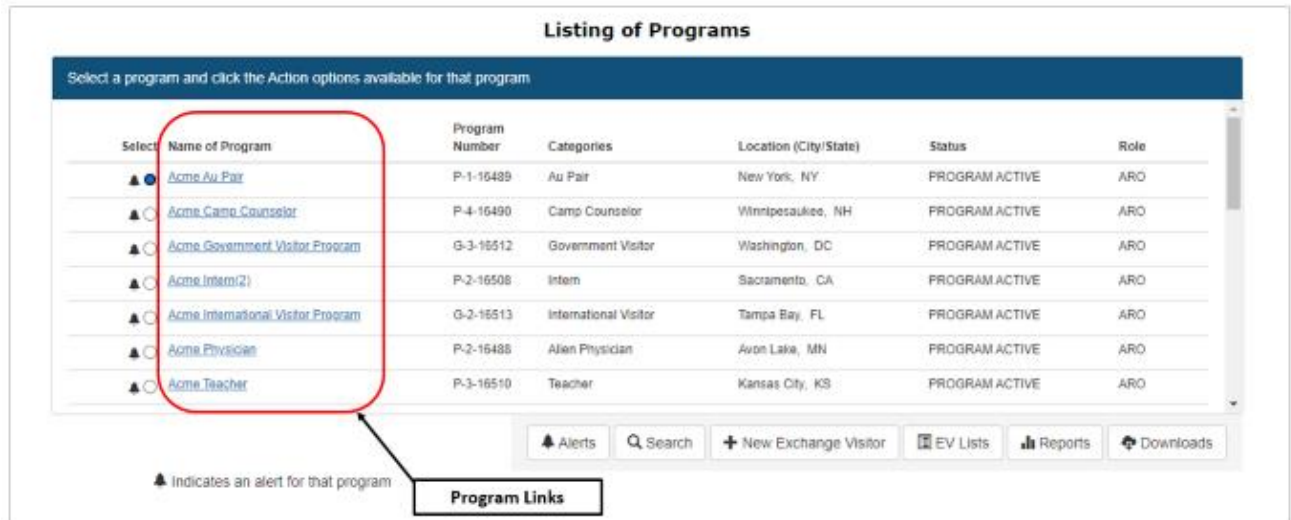 Listing of Programs
Select a program and click the Action options available for that program
Select Name of Program Program Number Categories Location (City/State) Status Role
Acme Au Pair P-1-16489 Au Pair New York, NY PROGRAM ACTIVE ARO
Acme Camp Counselor P-4-16490 Camp Counselor Winnipesaukee, NH PROGRAM ACTIVE ARO
Acme Government Visitor Program G-3-16512 Government Visitor Washington, DC PROGRAM ACTIVE ARO
Acme Intern(2) P-2-16508 Intern Sacramento, CA PROGRAM ACTIVE ARO
Acme International Visitor Program G-2-16513 International Visitor Tampa Bay, FL PROGRAM ACTIVE ARO
Acme Physician P-2-16488 Alien Physician Avon Lake, MN PROGRAM ACTIVE ARO
Acme Teacher P-3-16510 Teacher Kansas City, KS PROGRAM ACTIVE ARO
Alerts Search New Exchange Visitor EV Lists Reports Downloads
Indicates an alert for that program
Program Links